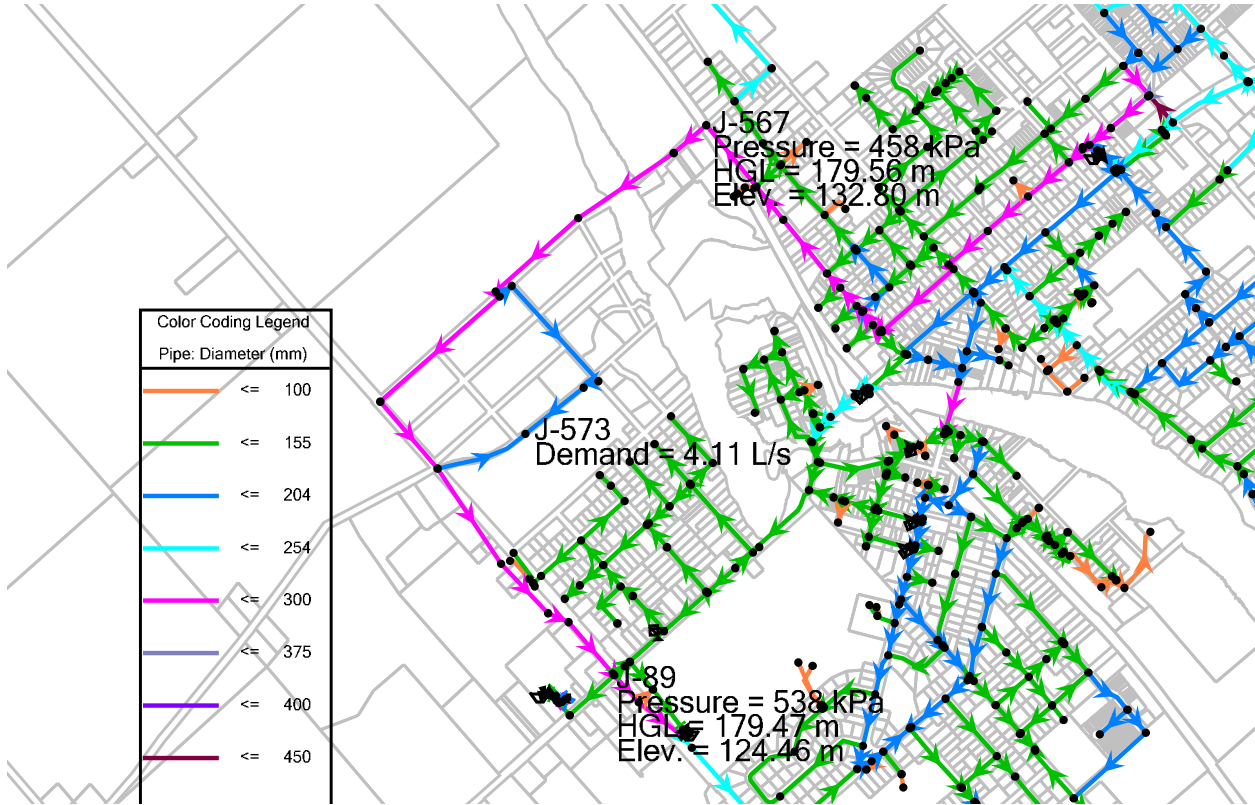 J-567
Pressure = 458 kPa
HGL = 179.56 m
Elev. = 132.80 m
Color Coding Legend
Pipe: Diameter (mm)
<= 100
<= 155
<= 204
<= 254
<= 300
<= 375
<= 400
<= 450
J-573
Demand = 4.11 L/s
J-89
Pressure = 538 kPa
HGL = 179.47 m
Elev. = 124.46 m